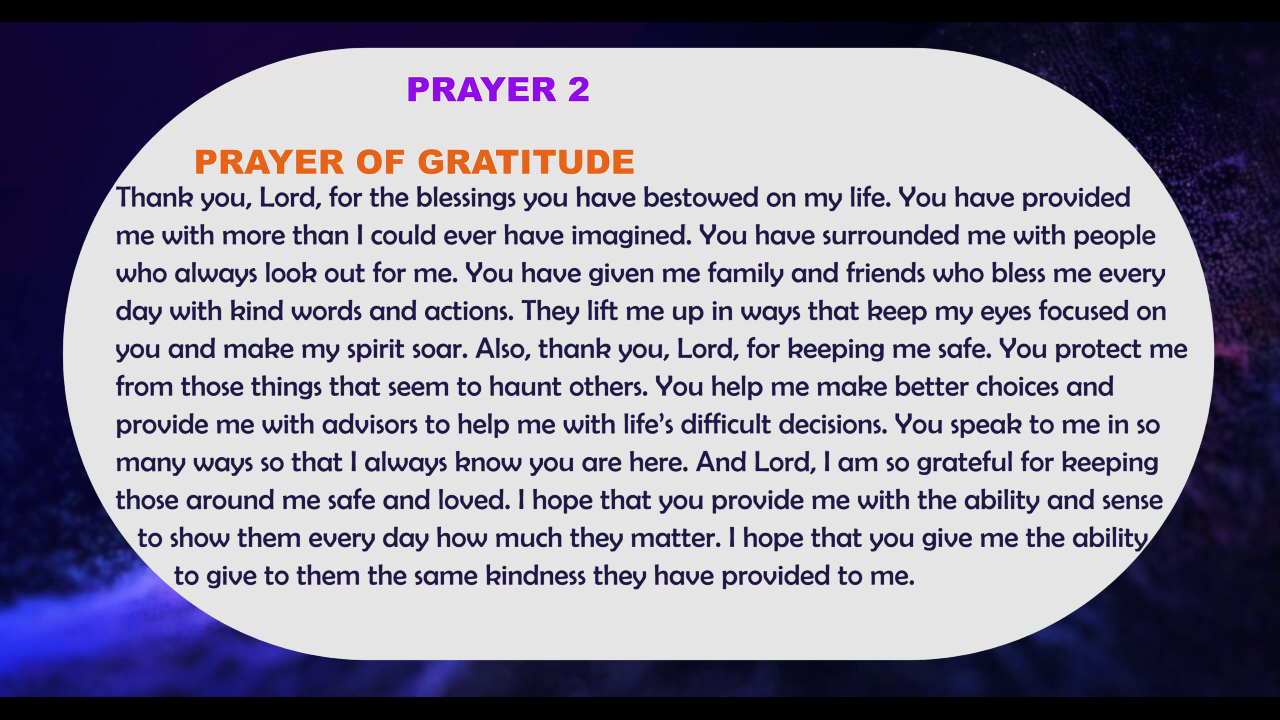 PRAYER 2
PRAYER OF GRATITUDE
Thank you, Lord, for the blessings you have bestowed on my life. You have provided
me with more than I could ever have imagined. You have surrounded me with people
who always look out for me. You have given me family and friends who bless me every
day with kind words and actions. They lift me up in ways that keep my eyes focused on
you and make my spirit soar. Also, thank you, Lord, for keeping me safe. You protect me
from those things that seem to haunt others. You help me make better choices and
provide me with advisors to help me with life’s difficult decisions. You speak to me in so
many ways so that I always know you are here. And Lord, I am so grateful for keeping
those around me safe and loved. I hope that you provide me with the ability and sense
to show them every day how much they matter. I hope that you give me the ability
to give to them the same kindness they have provided to me.